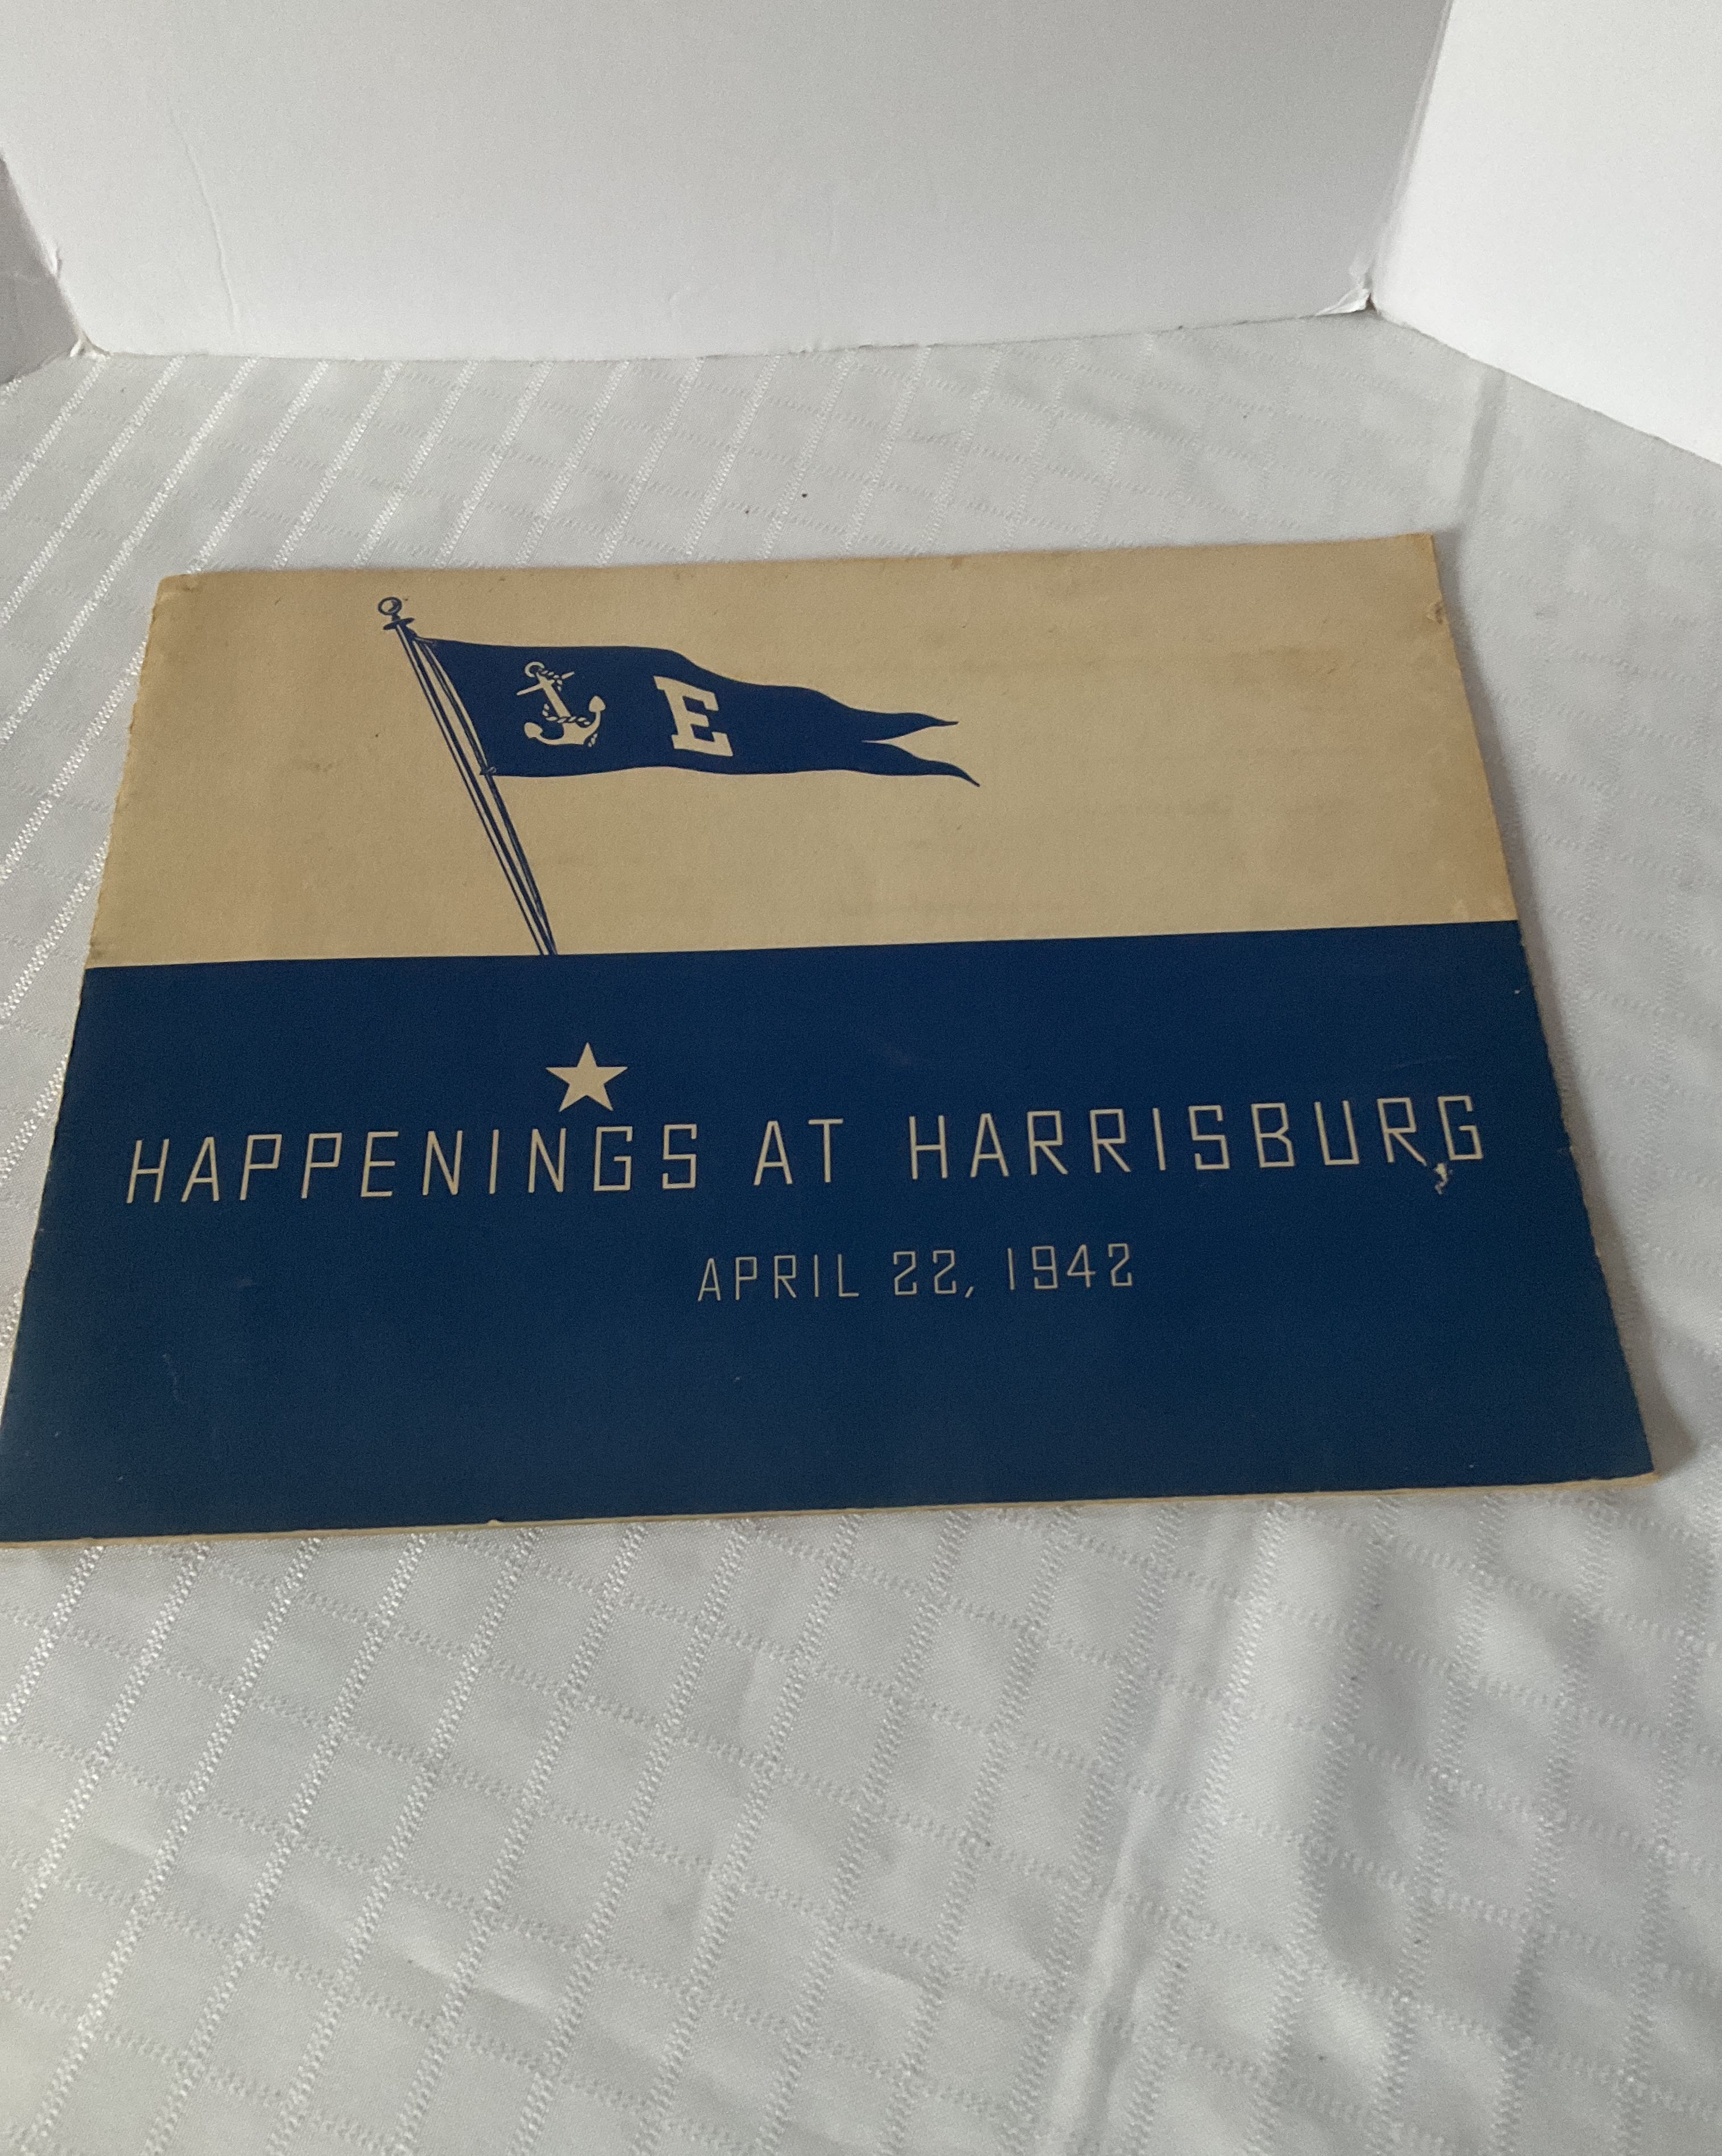 E
HAPPENINGS AT HARRISBURG
APRIL 22, 1942